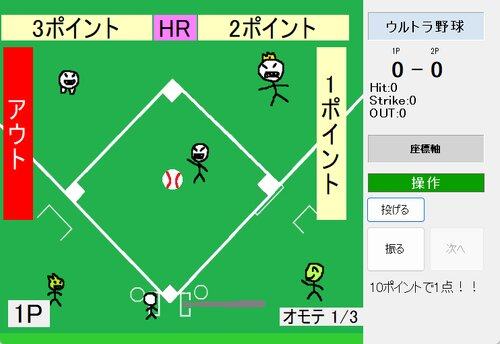 3ポイント
HR
2ポイント
アウト
1ポイント
1P
オモテ 1/3
ウルトラ野球
1P 2P
0 - 0
Hit:0
Strike:0
OUT:0
座標軸
操作
投げる
振る
次へ
10ポイントで1点！！